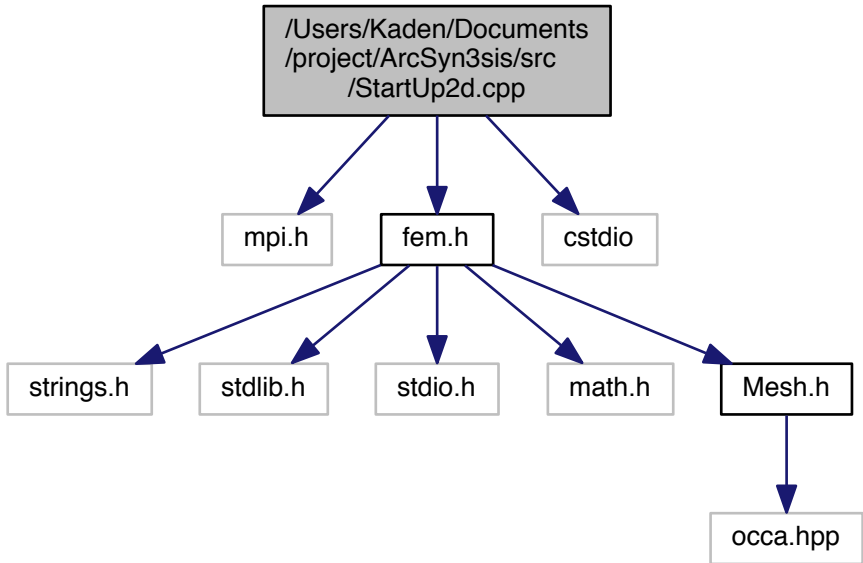 /Users/Kaden/Documents
/project/ArcSyn3sis/src
/StartUp2d.cpp
mpi.h
fem.h
cstdio
strings.h
stdlib.h
stdio.h
math.h
Mesh.h
occa.hpp